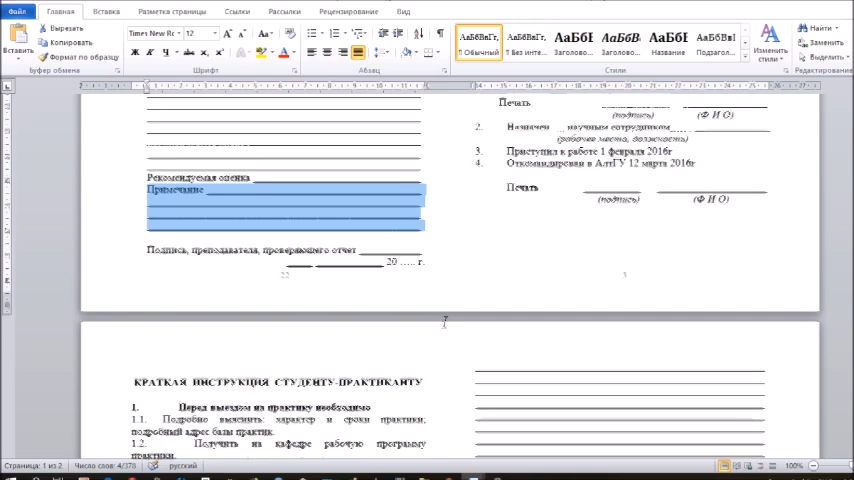 Файл Главная Вставка Разметка страницы Ссылки Рассылки Рецензирование Вид
Вставить
Вырезать
Копировать
Формат по образцу
Буфер обмена
Times New Ro 12
Ж К Ч abc
Шрифт
Абзац
АаБбВвГг, АаБбВвГг, АаБбВ АаБбВ АаБбВ АаБбВвІ
¶ Обычный ¶ Без инте... Заголово... Заголово... Название Подзагол...
Изменить стили
Стили
Найти
Заменить
Выделить
Редактирование
Рекомендуемая оценка
Примечание
Подпись, преподавателя, проверяющего отчет
20 ..... г.
22
Печать
(подпись) (Ф И О)
2. Назначен научным сотрудником
(рабочее место, должность)
3. Приступил к работе 1 февраля 2016г
4. Откомандирован в АлтГУ 12 марта 2016г
Печать
(подпись) (Ф И О)
3
КРАТКАЯ ИНСТРУКЦИЯ СТУДЕНТУ-ПРАКТИКАНТУ
1. Перед выездом на практику необходимо
1.1. Подробно выяснить: характер и сроки практики;
подробный адрес базы практик.
1.2. Получить на кафедре рабочую программу
практики.
Страница: 1 из 2 Число слов: 4/378 русский 100%